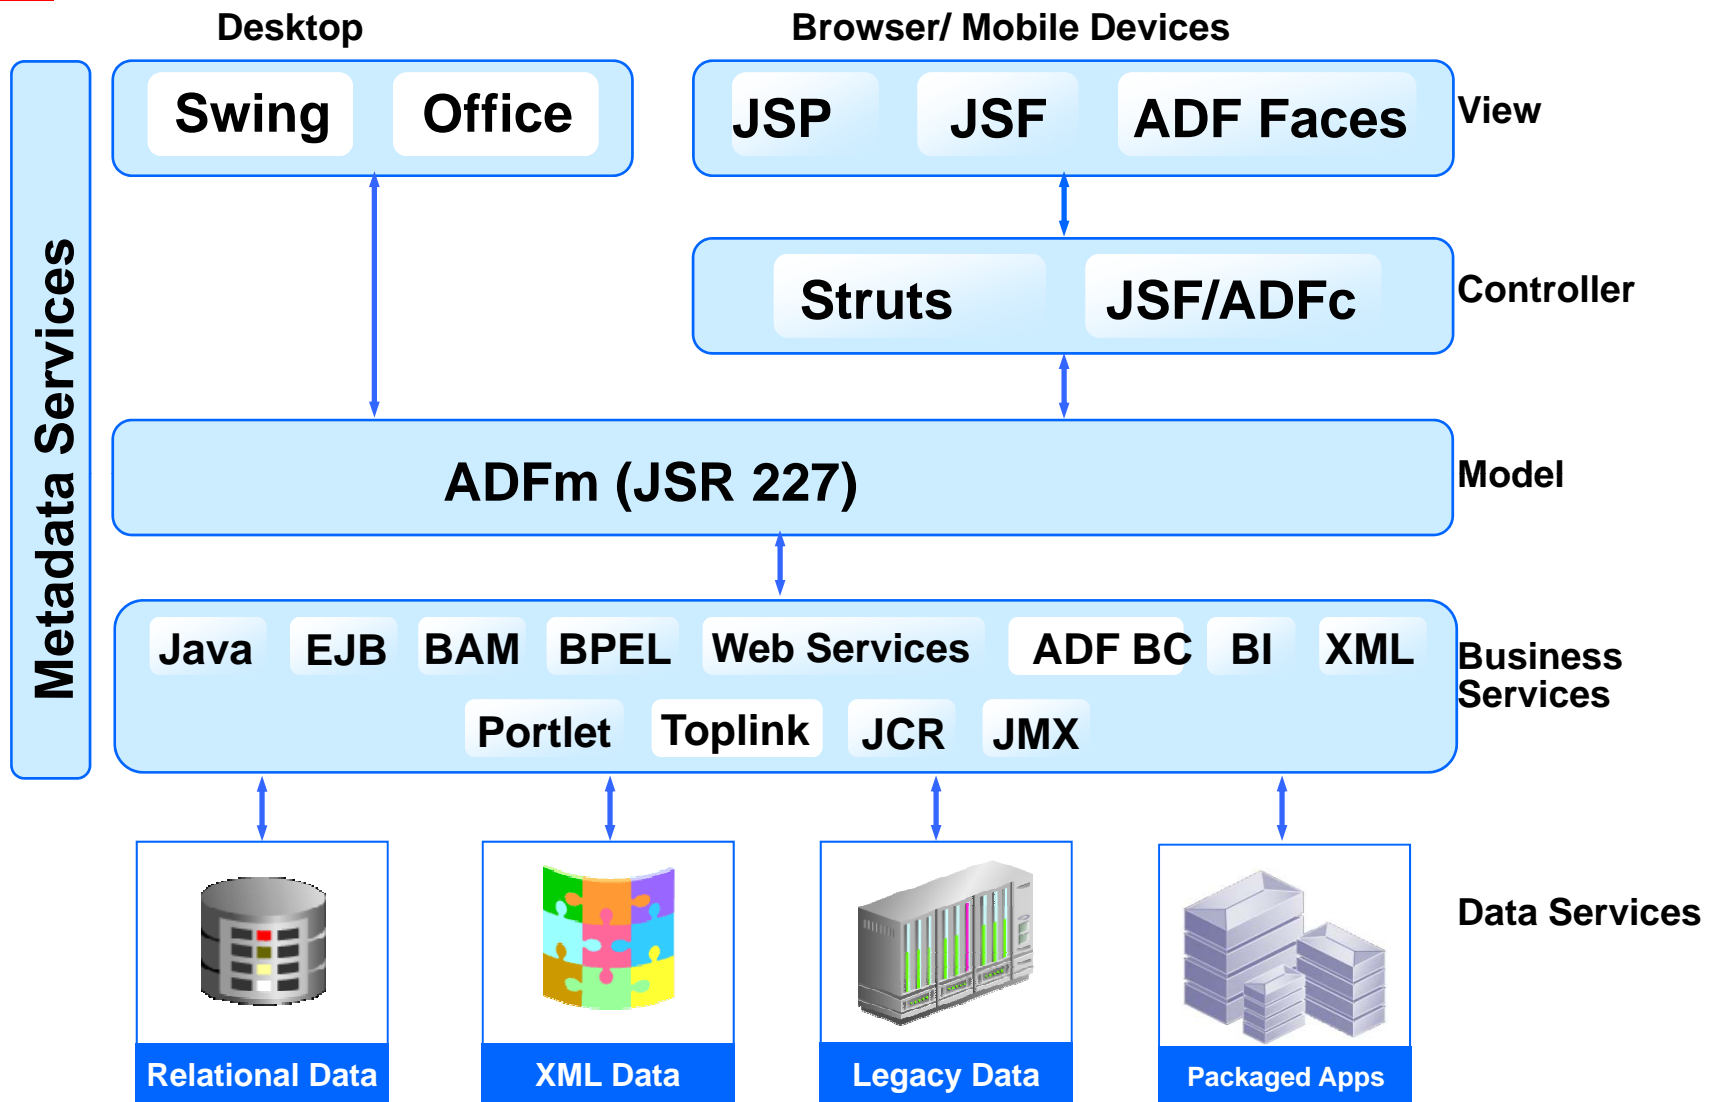 Desktop
Browser/ Mobile Devices
Metadata Services
Swing Office
JSP JSF ADF Faces
View
Struts JSF/ADFc
Controller
ADFm (JSR 227)
Model
Java EJB BAM BPEL Web Services ADF BC BI XML
Portlet Toplink JCR JMX
Business
Services
Data Services
Relational Data
XML Data
Legacy Data
Packaged Apps